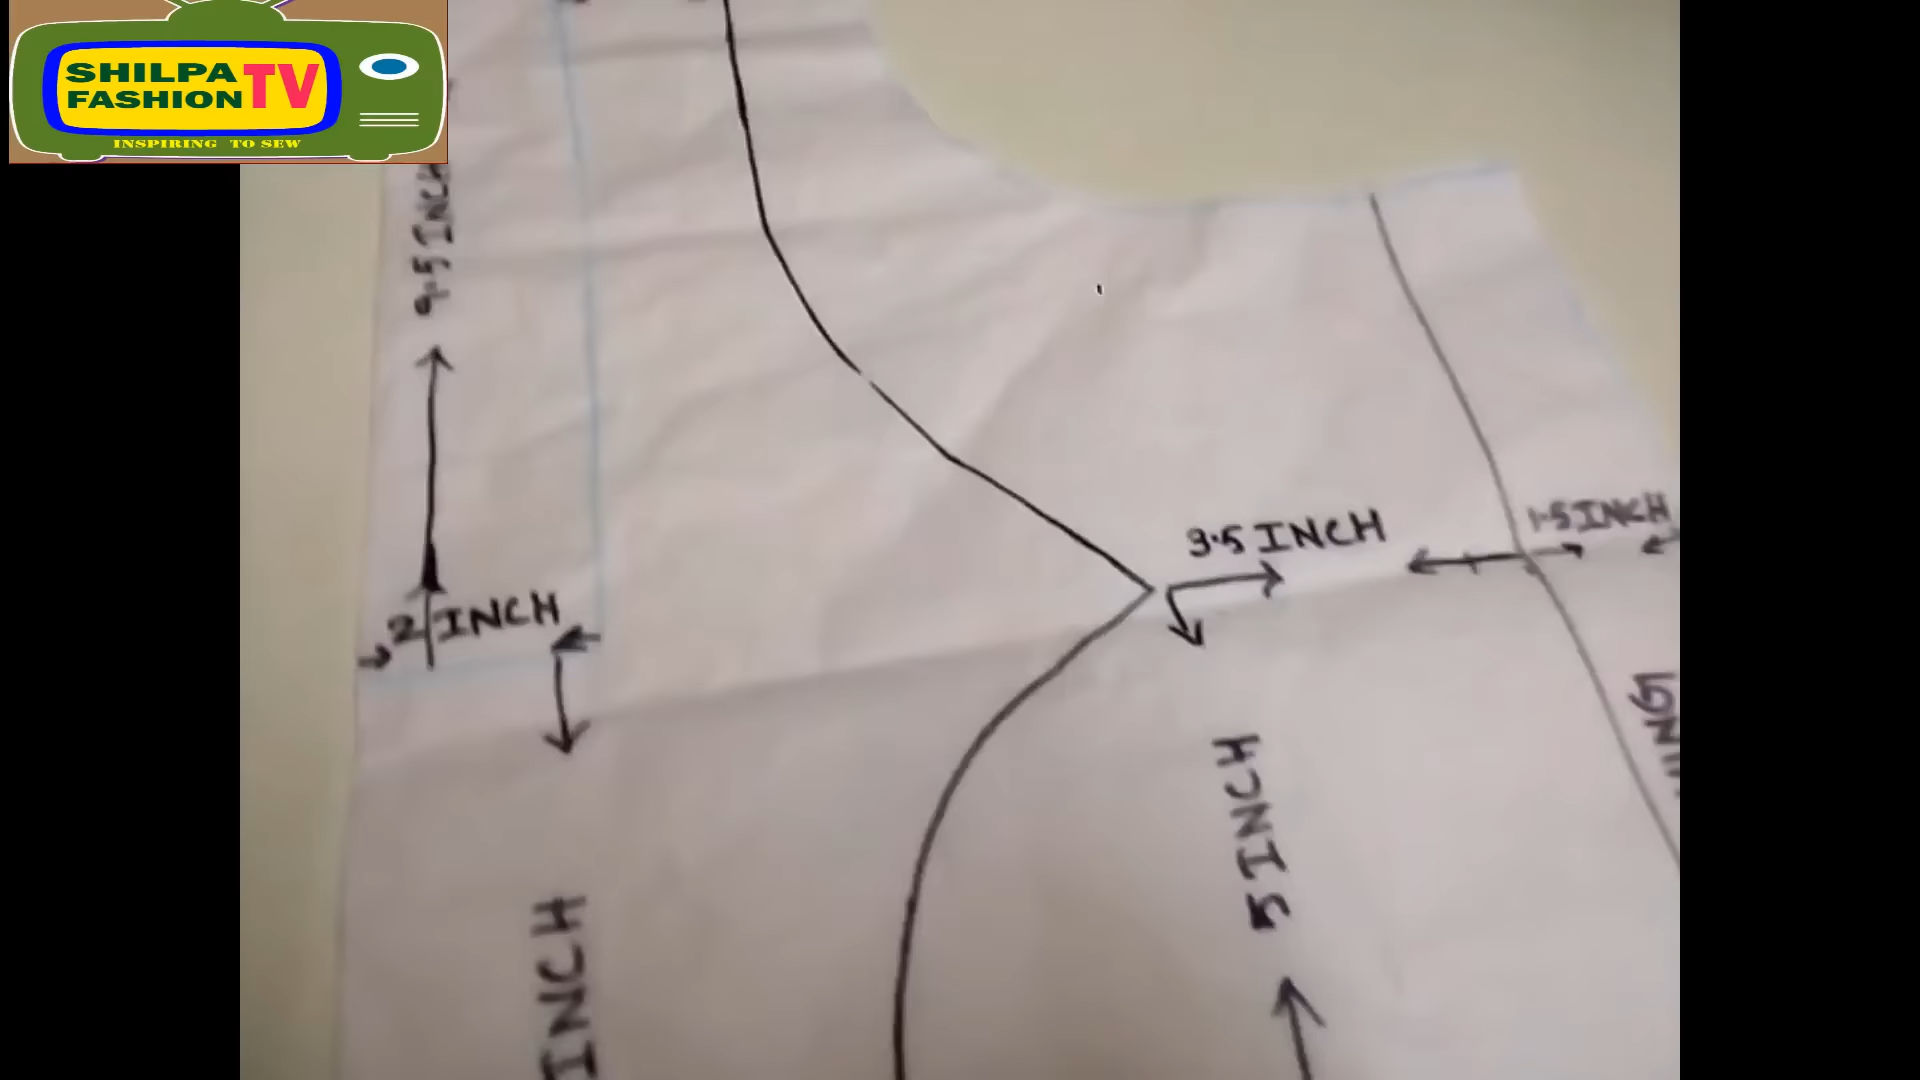 SHILPA
FASHION TV
INSPIRING TO SEW
9.5 INCH
3.5 INCH
1.5 INCH
2 INCH
5 INCH
INCH